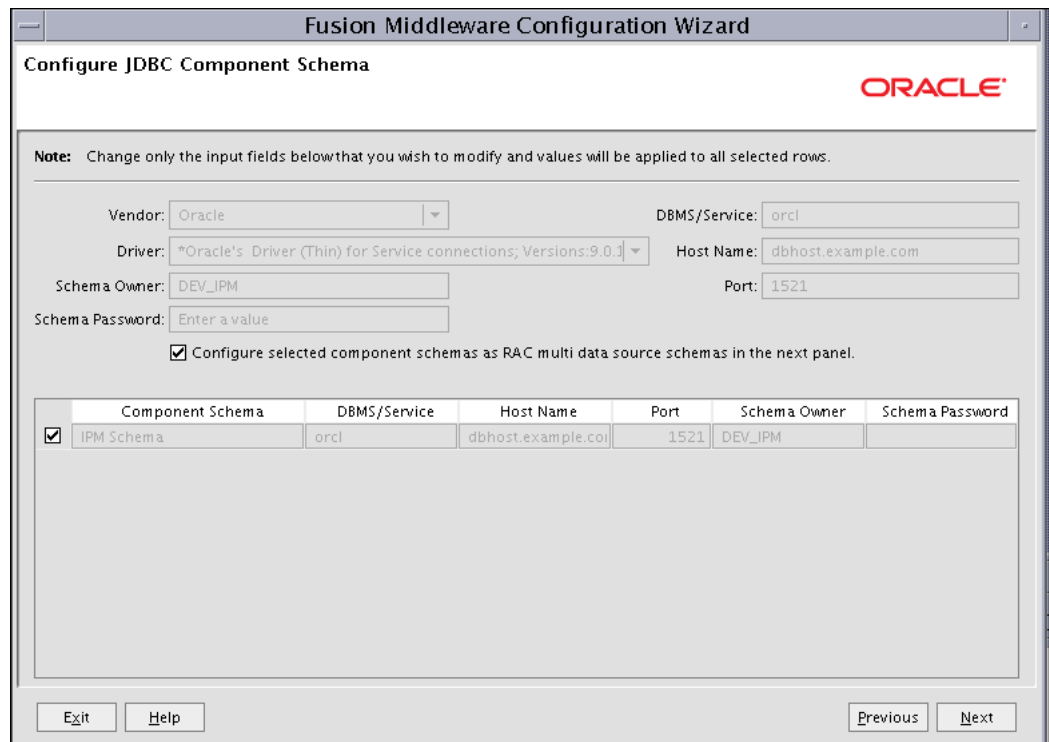 Fusion Middleware Configuration Wizard
Configure JDBC Component Schema
ORACLE
Note: Change only the input fields below that you wish to modify and values will be applied to all selected rows.
Vendor: Oracle
DBMS/Service: orcl
Driver: *Oracle's Driver (Thin) for Service connections; Versions:9.0.1
Host Name: dbhost.example.com
Schema Owner: DEV_IPM
Port: 1521
Schema Password: Enter a value
Configure selected component schemas as RAC multi data source schemas in the next panel.
Component Schema DBMS/Service Host Name Port Schema Owner Schema Password
IPM Schema orcl dbhost.example.co 1521 DEV_IPM
Exit Help Previous Next